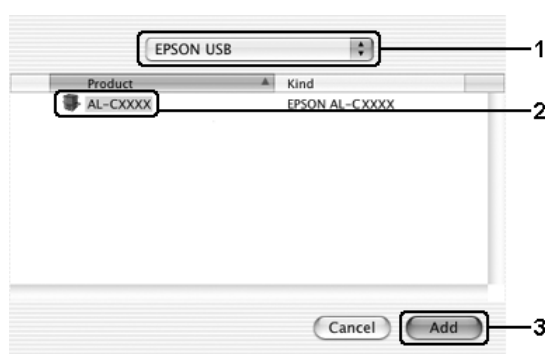 EPSON USB 1
Product Kind
AL-CXXXX EPSON AL-CXXXX 2
Cancel Add 3